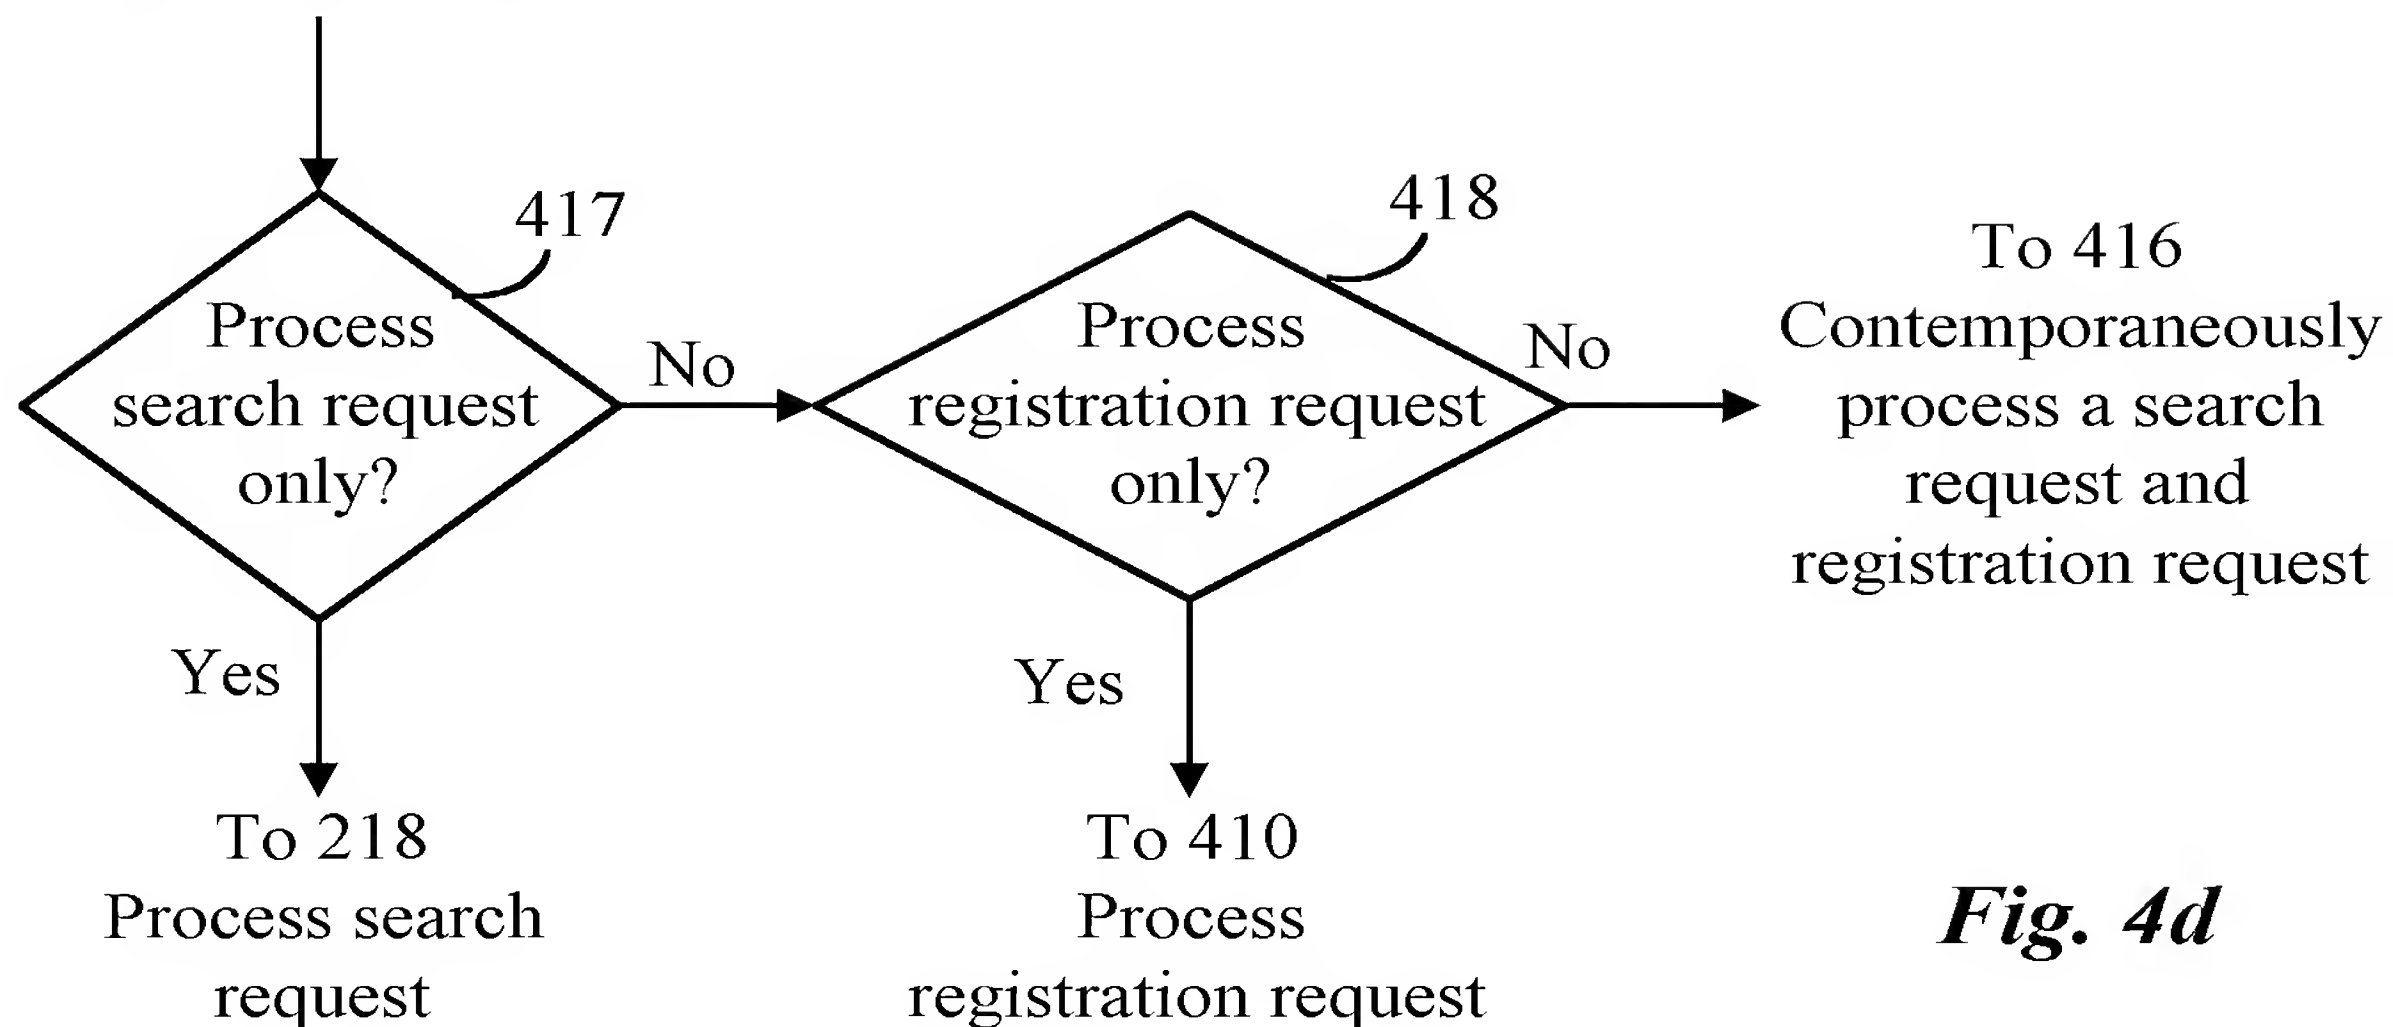 417
Process
search request
only?
No
Yes
To 218
Process search
request
418
Process
registration request
only?
No
Yes
To 410
Process
registration request
To 416
Contemporaneously
process a search
request and
registration request
Fig. 4d